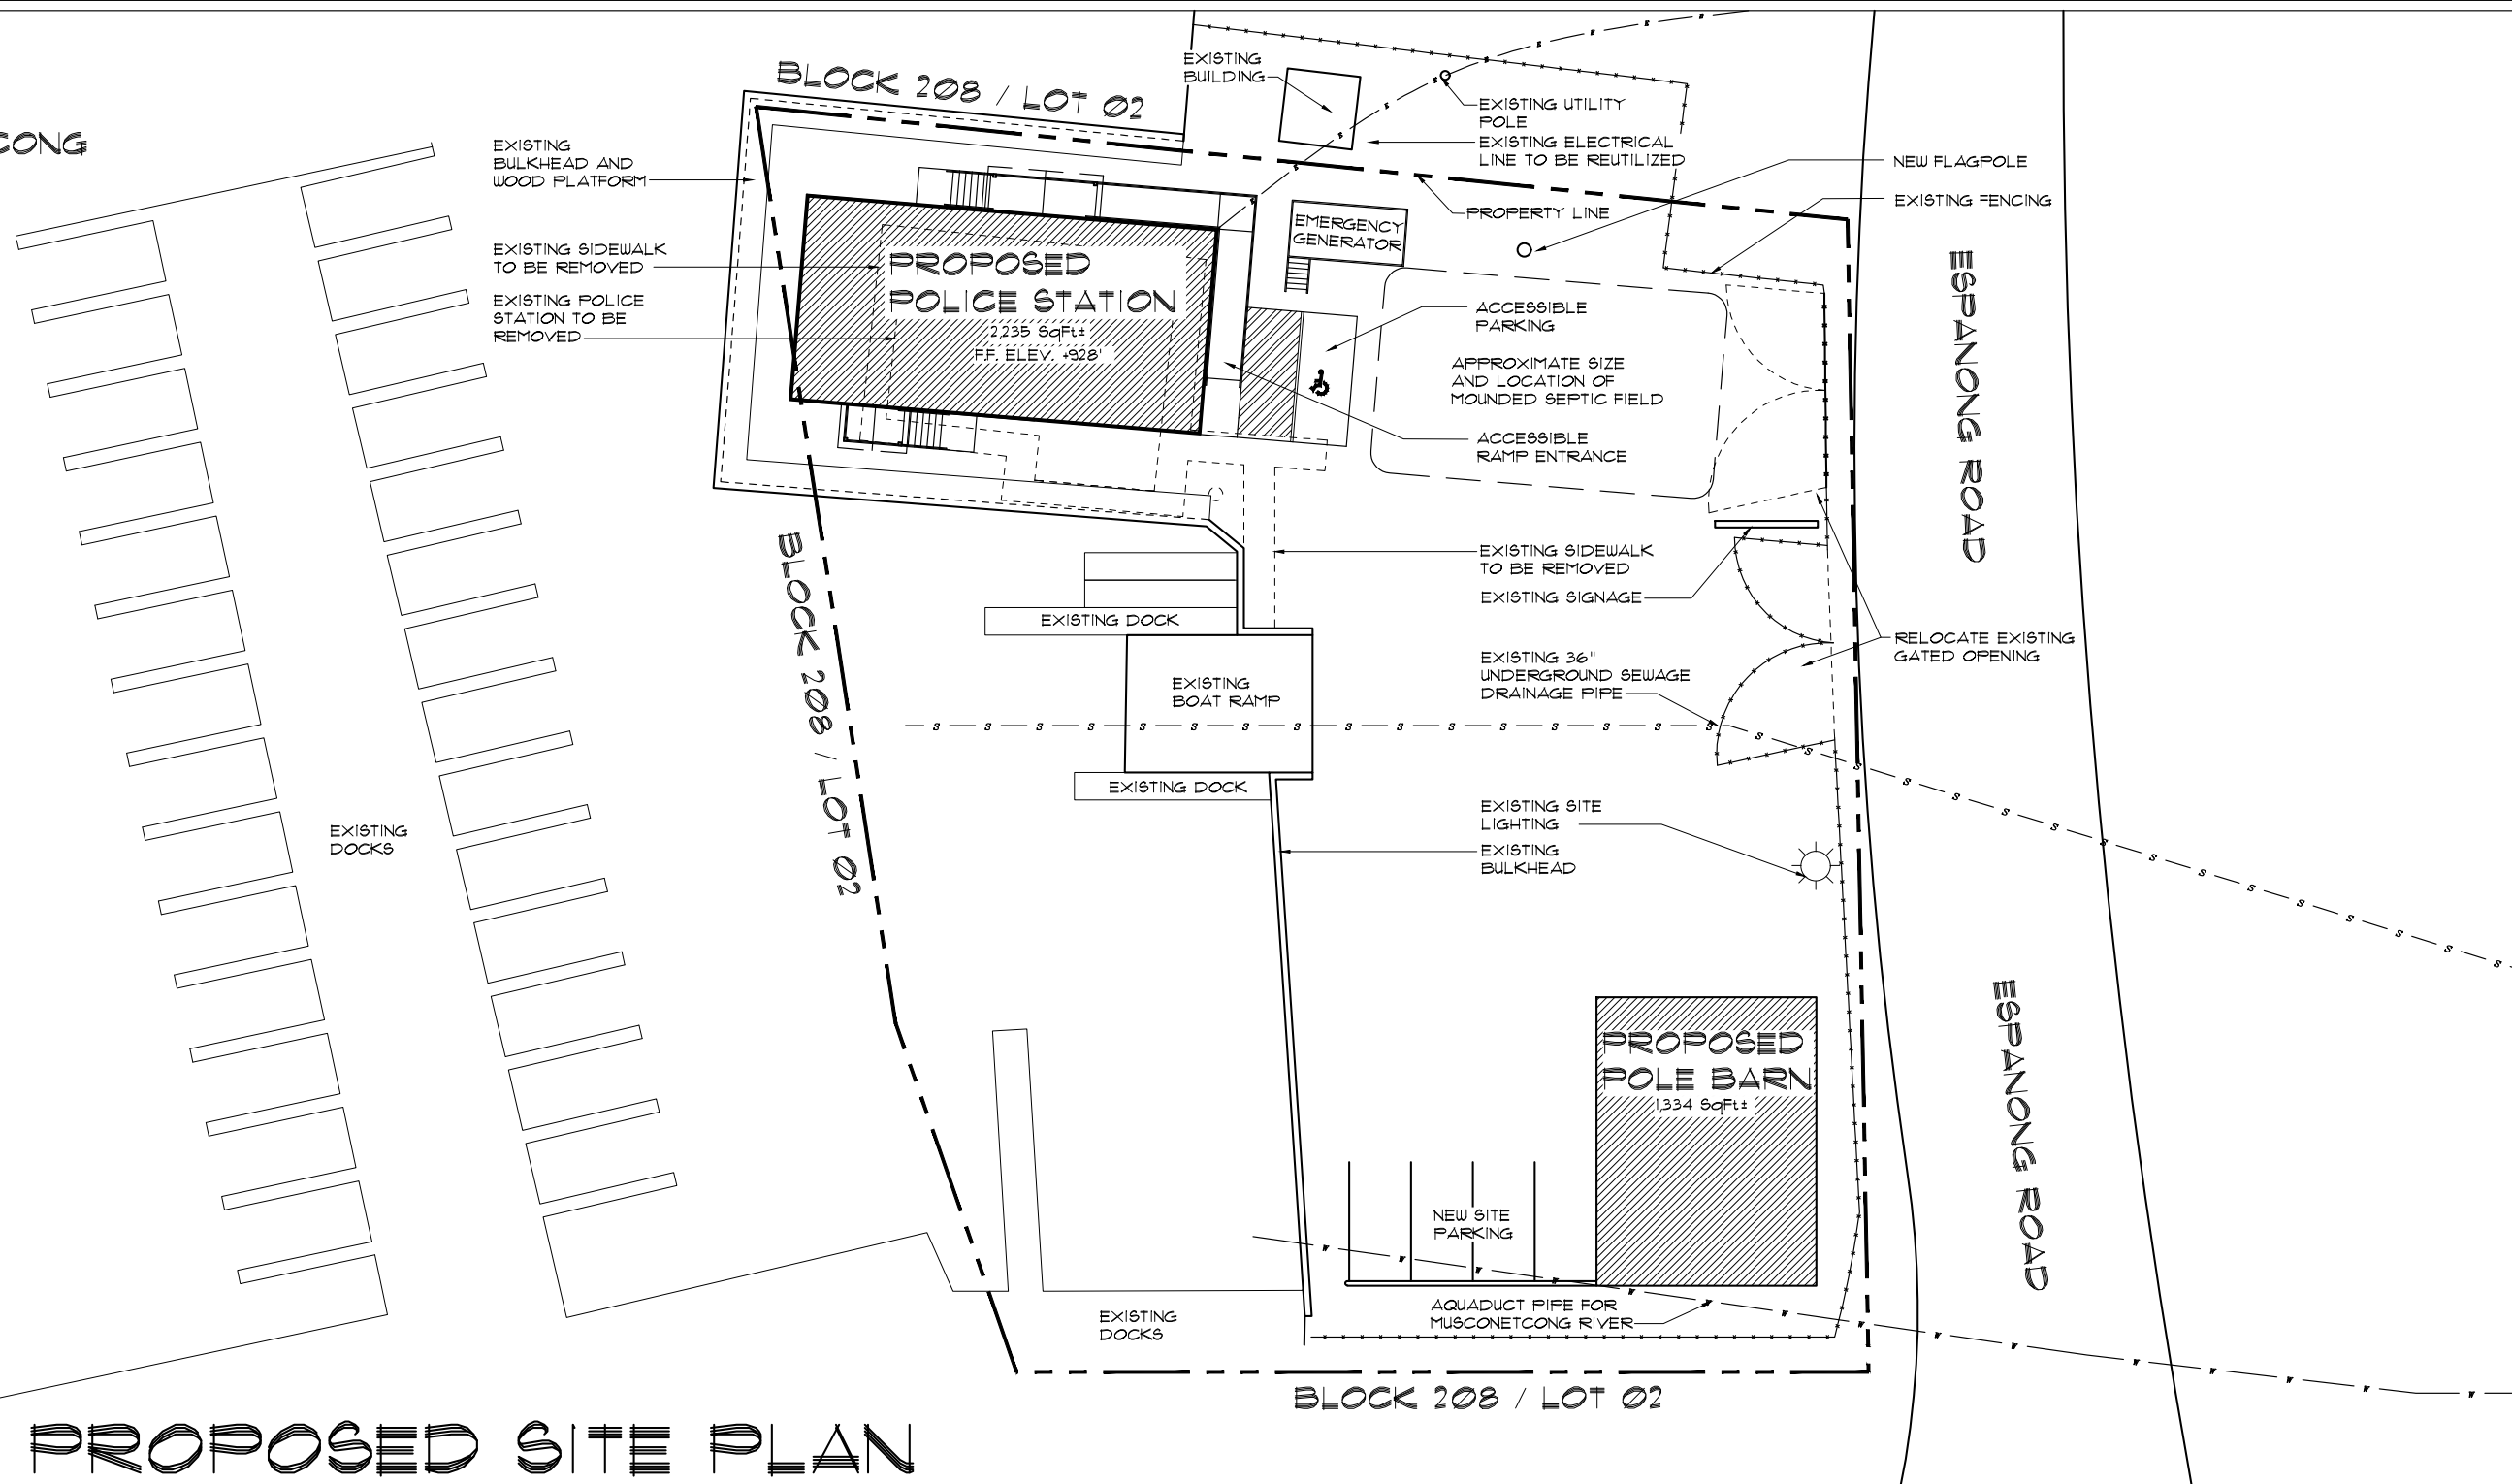 CONG
BLOCK 208 / LOT 02
EXISTING
BUILDING
EXISTING UTILITY
POLE
EXISTING ELECTRICAL
LINE TO BE REUTILIZED
NEW FLAGPOLE
EXISTING FENCING
PROPERTY LINE
EXISTING
BULKHEAD AND
WOOD PLATFORM
EXISTING SIDEWALK
TO BE REMOVED
EXISTING POLICE
STATION TO BE
REMOVED
PROPOSED
POLICE STATION
2,235 SqFt±
F.F. ELEV. +928'
EMERGENCY
GENERATOR
ACCESSIBLE
PARKING
APPROXIMATE SIZE
AND LOCATION OF
MOUNDED SEPTIC FIELD
ACCESSIBLE
RAMP ENTRANCE
ESPANONG ROAD
BLOCK 208 / LOT 02
EXISTING SIDEWALK
TO BE REMOVED
EXISTING SIGNAGE
EXISTING DOCK
RELOCATE EXISTING
GATED OPENING
EXISTING 36"
UNDERGROUND SEWAGE
DRAINAGE PIPE
EXISTING
BOAT RAMP
S S S S S S S S S S S S S S S S S S S S S S S S S S S S S S S S
EXISTING DOCK
EXISTING SITE
LIGHTING
EXISTING
BULKHEAD
EXISTING
DOCKS
ESPANONG ROAD
PROPOSED
POLE BARN
1,334 SqFt±
NEW SITE
PARKING
AQUADUCT PIPE FOR
MUSCONETCONG RIVER
EXISTING
DOCKS
BLOCK 208 / LOT 02
PROPOSED SITE PLAN